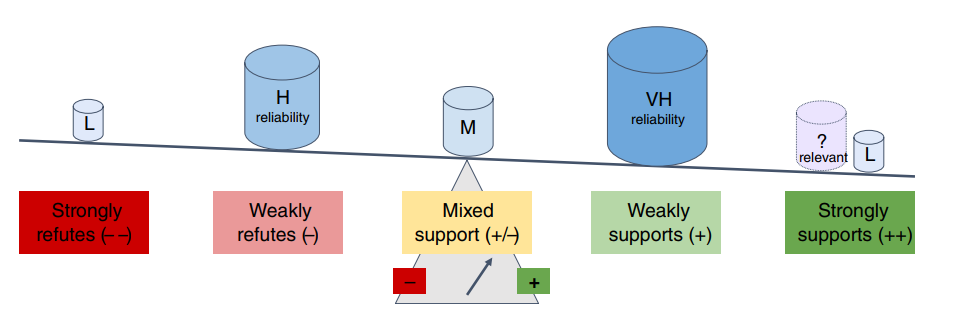 L
H
reliability
M
VH
reliability
?
relevant
L
Strongly
refutes (– –)
Weakly
refutes (–)
Mixed
support (+/–)
Weakly
supports (+)
Strongly
supports (++)
–
+